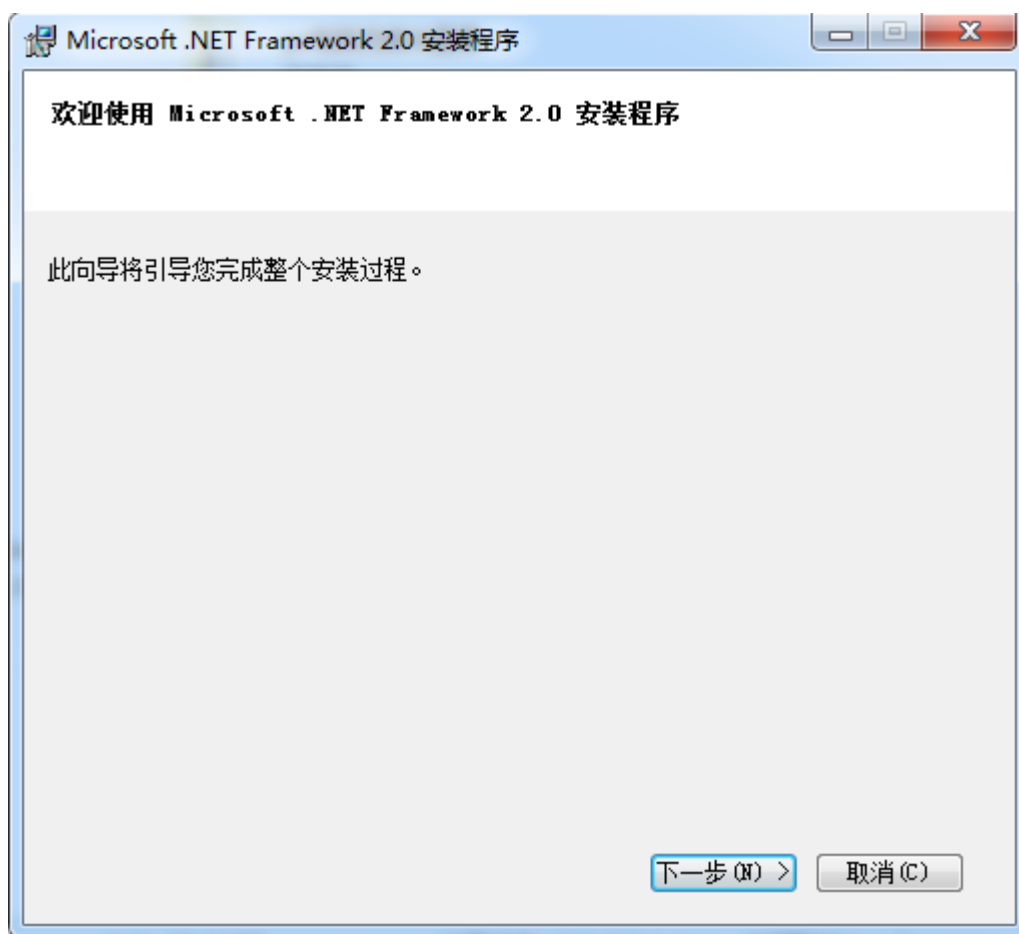 Microsoft .NET Framework 2.0 安装程序
欢迎使用 Microsoft .NET Framework 2.0 安装程序
此向导将引导您完成整个安装过程。
下一步(N) > 取消(C)